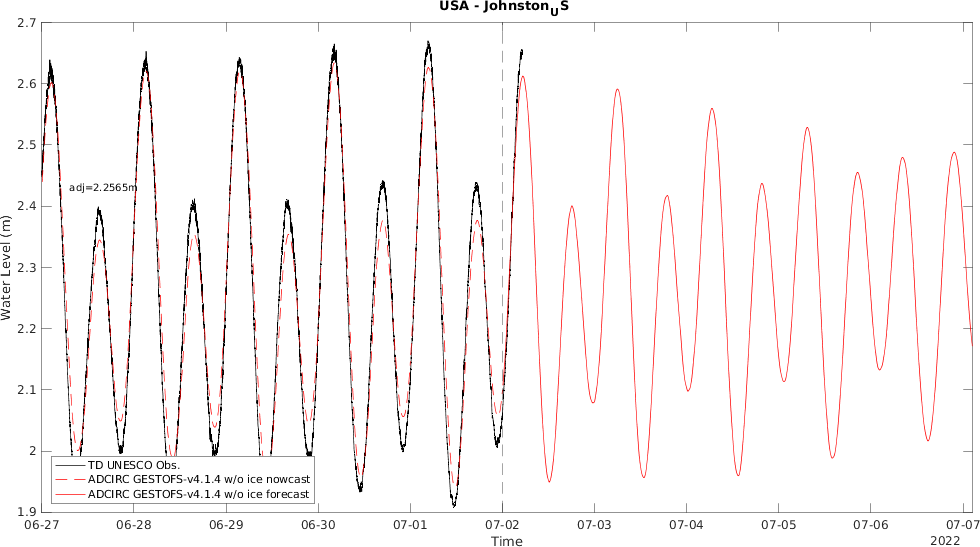 USA - Johnston_US
2.7
2.6
2.5
2.4
2.3
2.2
2.1
2
1.9
Water Level (m)
adj=2.2565m
TD UNESCO Obs.
ADCIRC GESTOFS-v4.1.4 w/o ice nowcast
ADCIRC GESTOFS-v4.1.4 w/o ice forecast
06-27 06-28 06-29 06-30 07-01 07-02 07-03 07-04 07-05 07-06 07-07
Time
2022